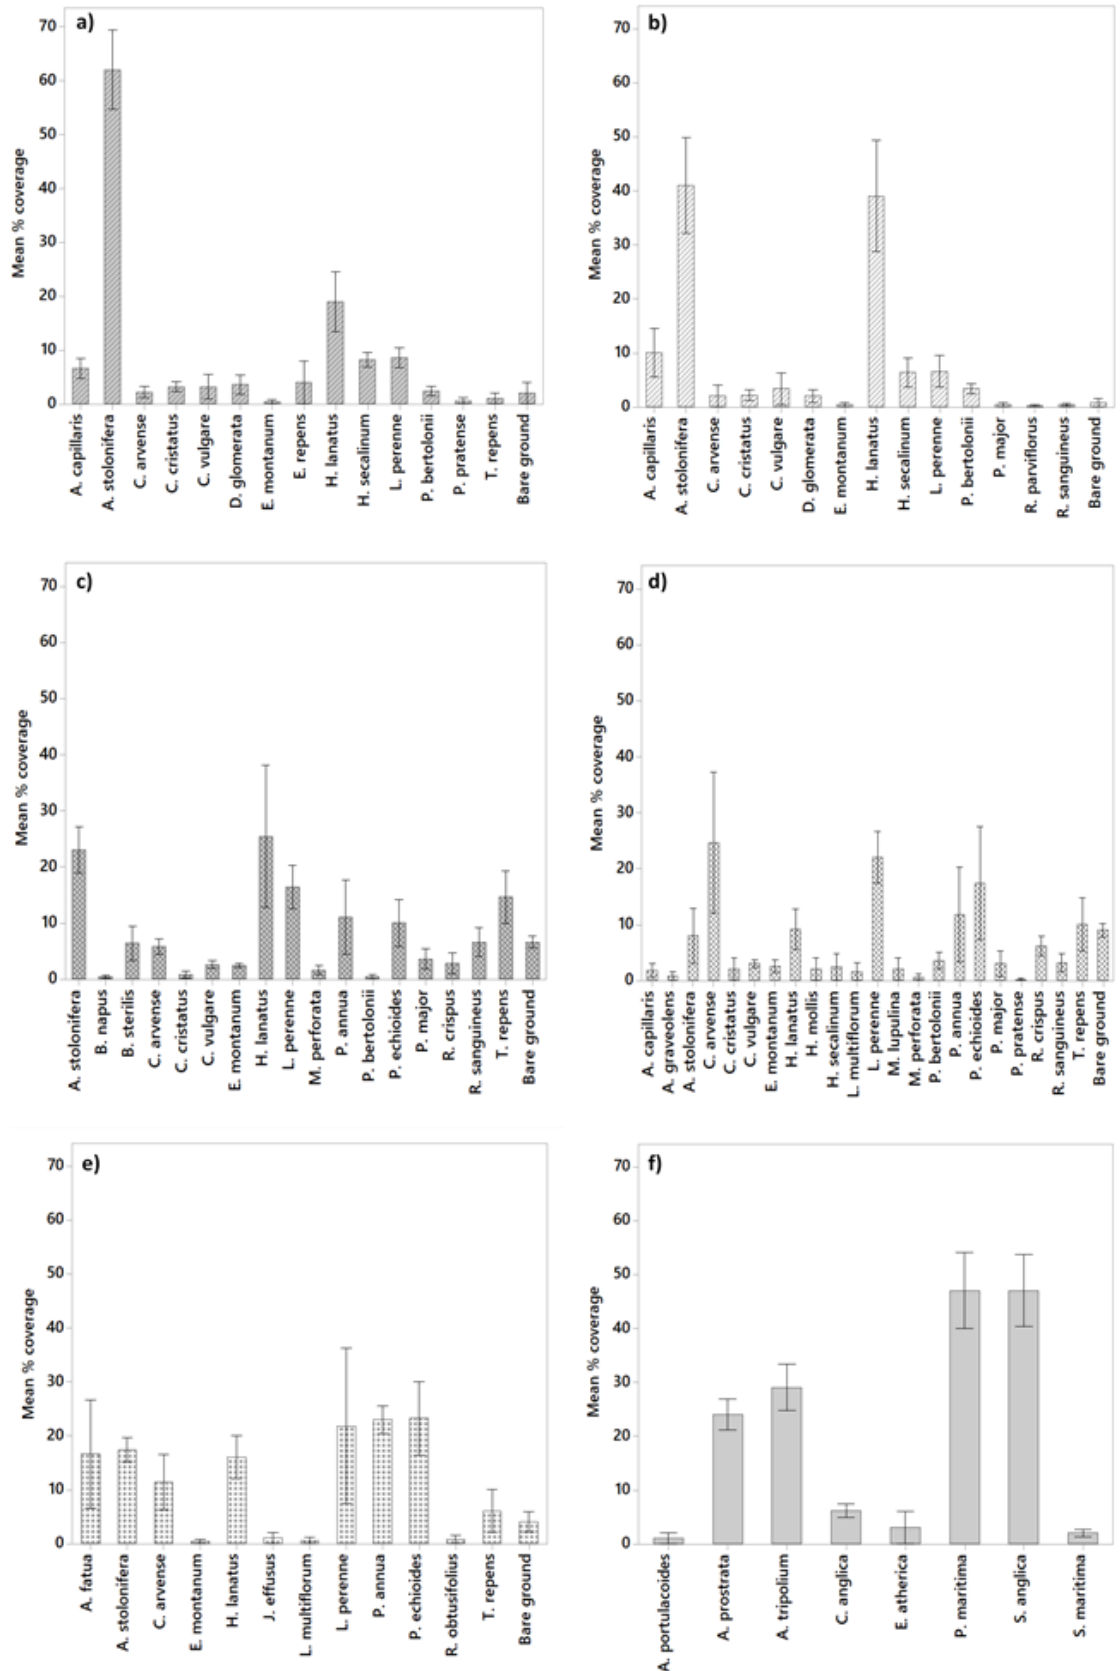 a)
Mean % coverage
70
60
50
40
30
20
10
0
A. capillaris
A. stolonifera
C. arvense
C. cristatus
C. vulgare
D. glomerata
E. montanum
E. repens
H. lanatus
H. secalinum
L. perenne
P. bertolonii
P. pratense
T. repens
Bare ground
b)
Mean % coverage
70
60
50
40
30
20
10
0
A. capillaris
A. stolonifera
C. arvense
C. cristatus
C. vulgare
D. glomerata
E. montanum
H. lanatus
H. secalinum
L. perenne
P. bertolonii
P. major
R. parviflorus
R. sanguineus
Bare ground
c)
Mean % coverage
70
60
50
40
30
20
10
0
A. stolonifera
B. napus
B. sterilis
C. arvense
C. cristatus
C. vulgare
E. montanum
H. lanatus
L. perenne
M. perforata
P. annua
P. bertolonii
P. echioides
P. major
R. crispus
R. sanguineus
T. repens
Bare ground
d)
Mean % coverage
70
60
50
40
30
20
10
0
A. capillaris
A. graveolens
A. stolonifera
C. arvense
C. cristatus
C. vulgare
E. montanum
H. lanatus
H. mollis
H. secalinum
L. multiflorum
L. perenne
M. lupulina
M. perforata
P. bertolonii
P. annua
P. echioides
P. major
P. pratense
R. crispus
R. sanguineus
T. repens
Bare ground
e)
Mean % coverage
70
60
50
40
30
20
10
0
A. fatua
A. stolonifera
C. arvense
E. montanum
H. lanatus
J. effusus
L. multiflorum
L. perenne
P. annua
P. echioides
R. obtusifolius
T. repens
Bare ground
f)
Mean % coverage
70
60
50
40
30
20
10
0
A. portulacoides
A. prostrata
A. tripolium
C. anglica
E. atherica
P. maritima
S. anglica
S. maritima